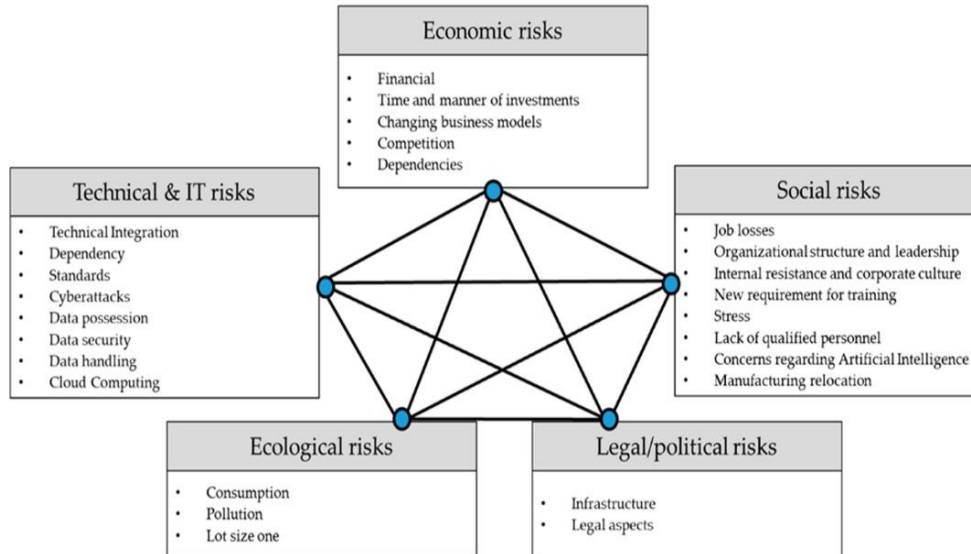 Economic risks
• Financial
• Time and manner of investments
• Changing business models
• Competition
• Dependencies
Technical & IT risks
• Technical Integration
• Dependency
• Standards
• Cyberattacks
• Data possession
• Data security
• Data handling
• Cloud Computing
Social risks
• Job losses
• Organizational structure and leadership
• Internal resistance and corporate culture
• New requirement for training
• Stress
• Lack of qualified personnel
• Concerns regarding Artificial Intelligence
• Manufacturing relocation
Ecological risks
• Consumption
• Pollution
• Lot size one
Legal/political risks
• Infrastructure
• Legal aspects